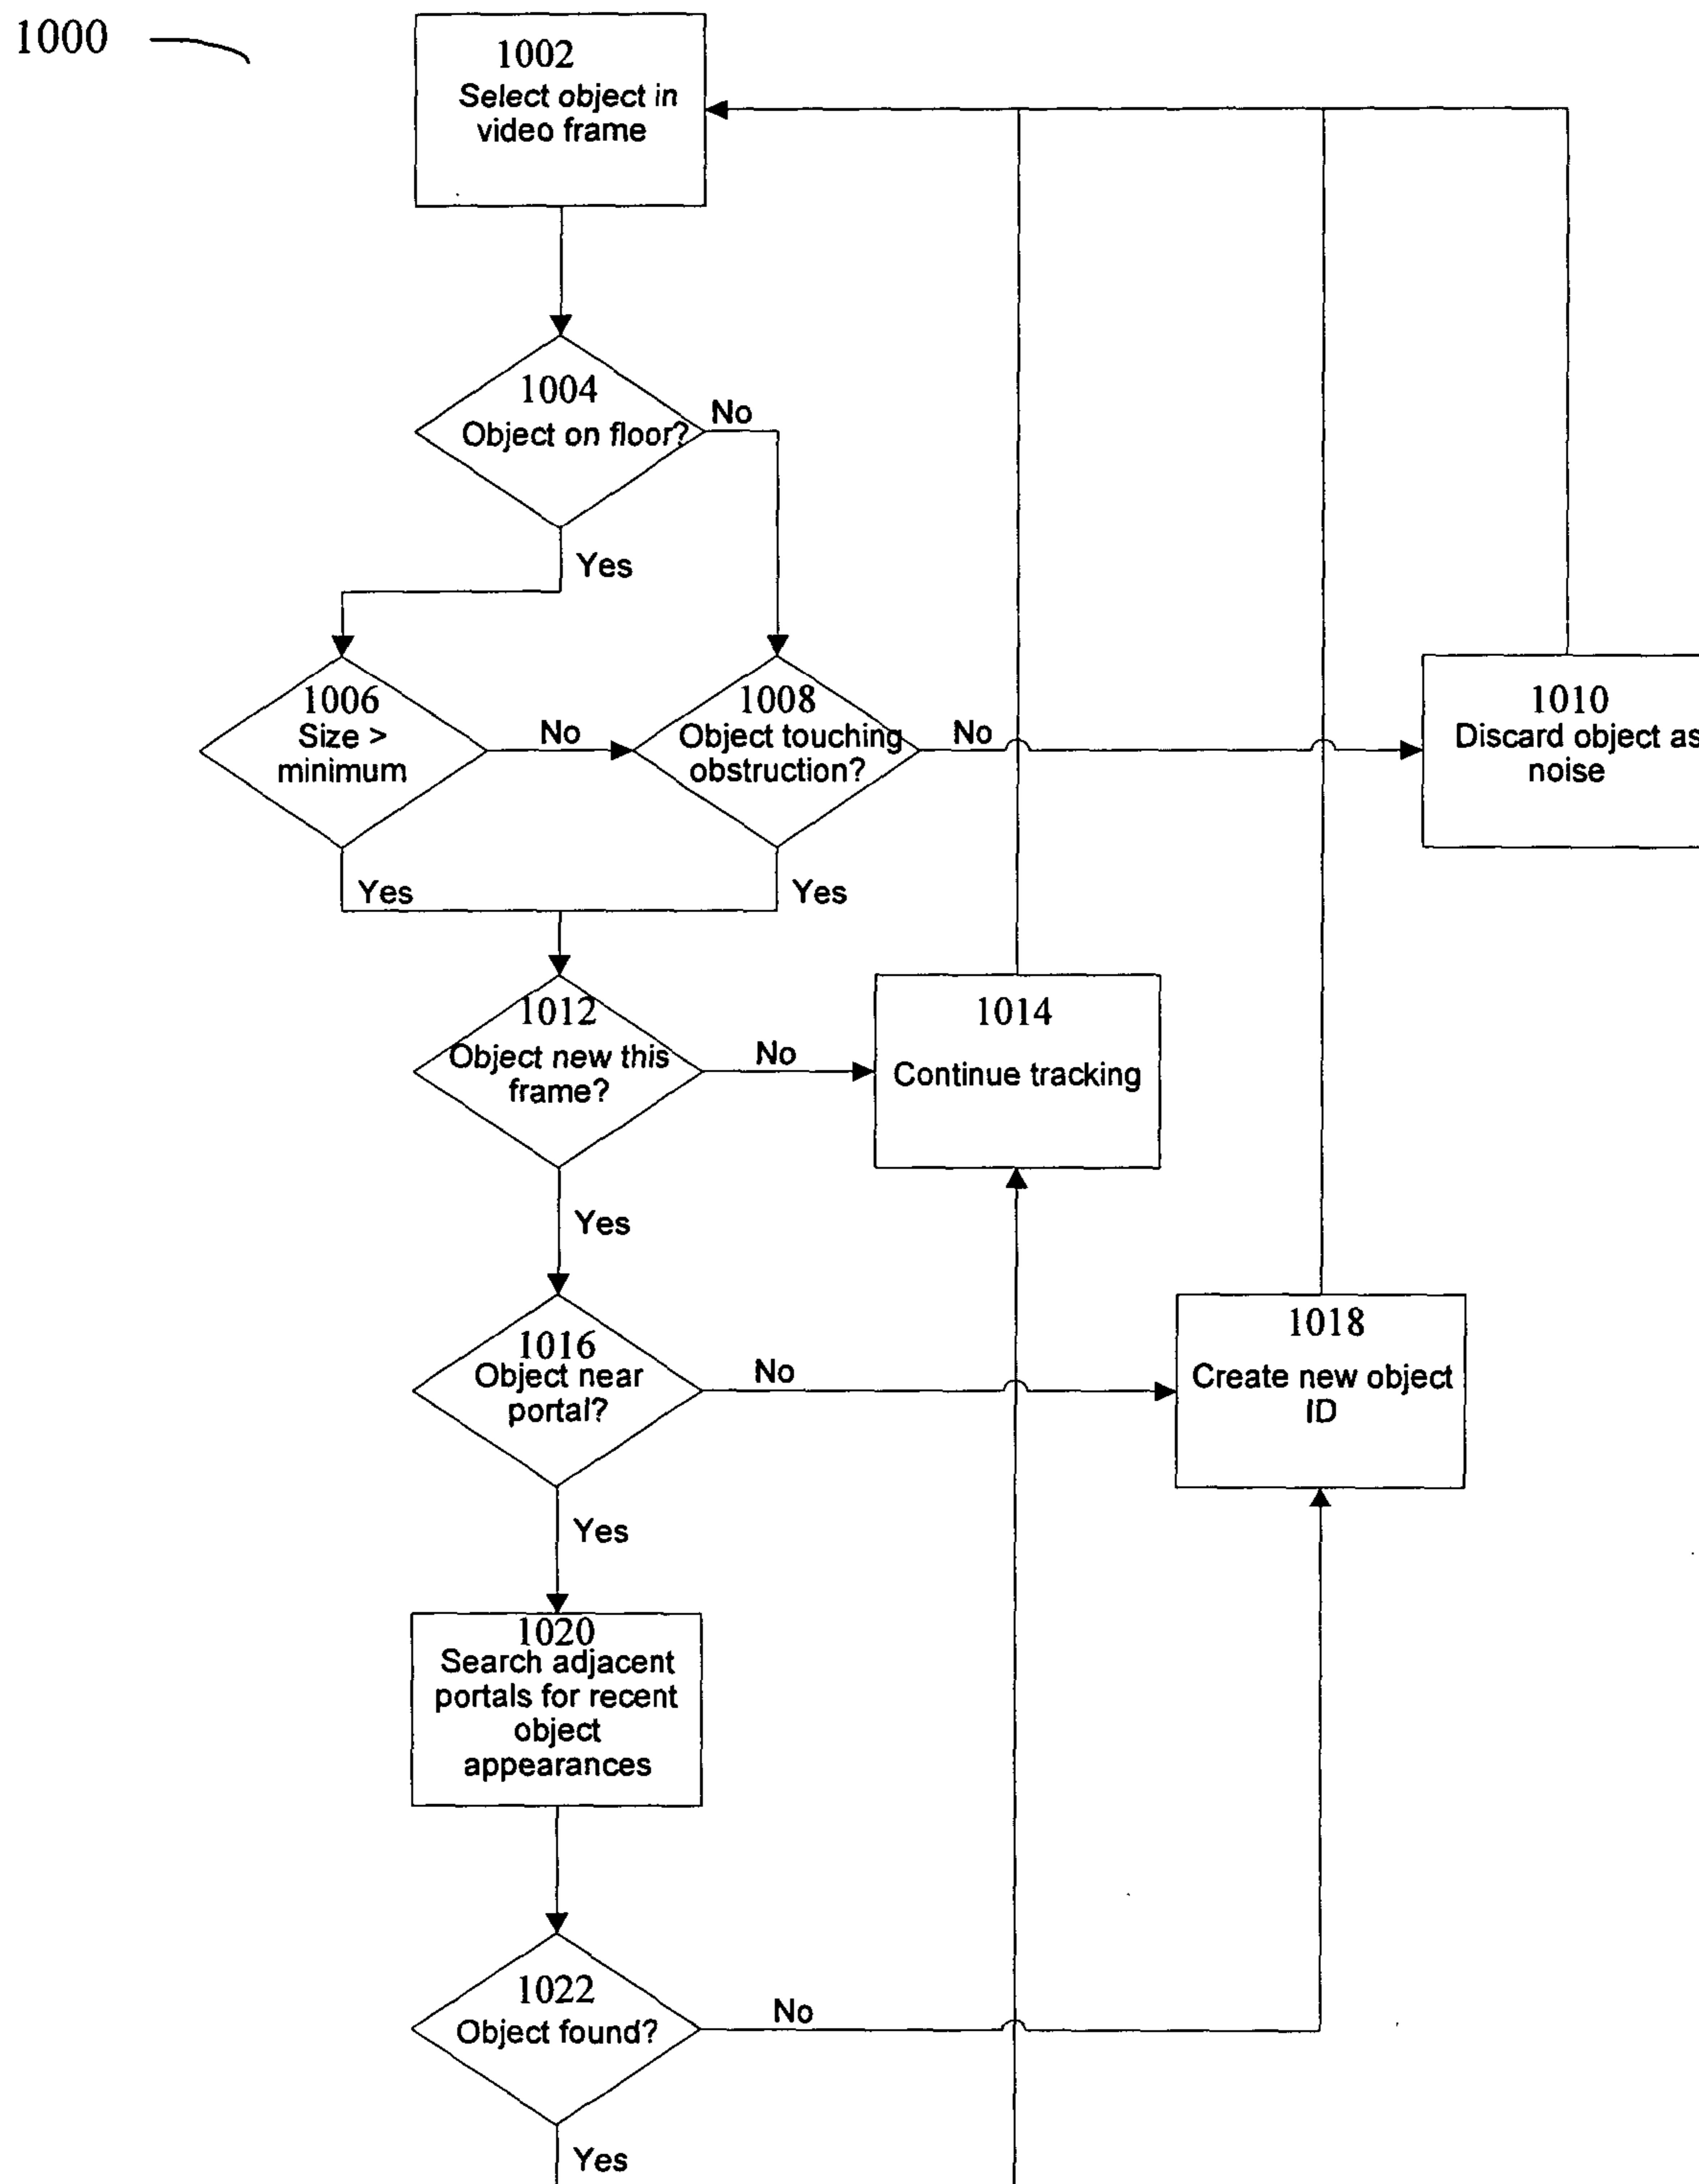 1000
1002
Select object in
video frame
1004
Object on floor?
No
Yes
1006
Size >
minimum
No
1008
Object touching
obstruction?
No
1010
Discard object as
noise
Yes
Yes
1012
Object new this
frame?
No
1014
Continue tracking
Yes
1016
Object near
portal?
No
1018
Create new object
ID
Yes
1020
Search adjacent
portals for recent
object
appearances
1022
Object found?
No
Yes